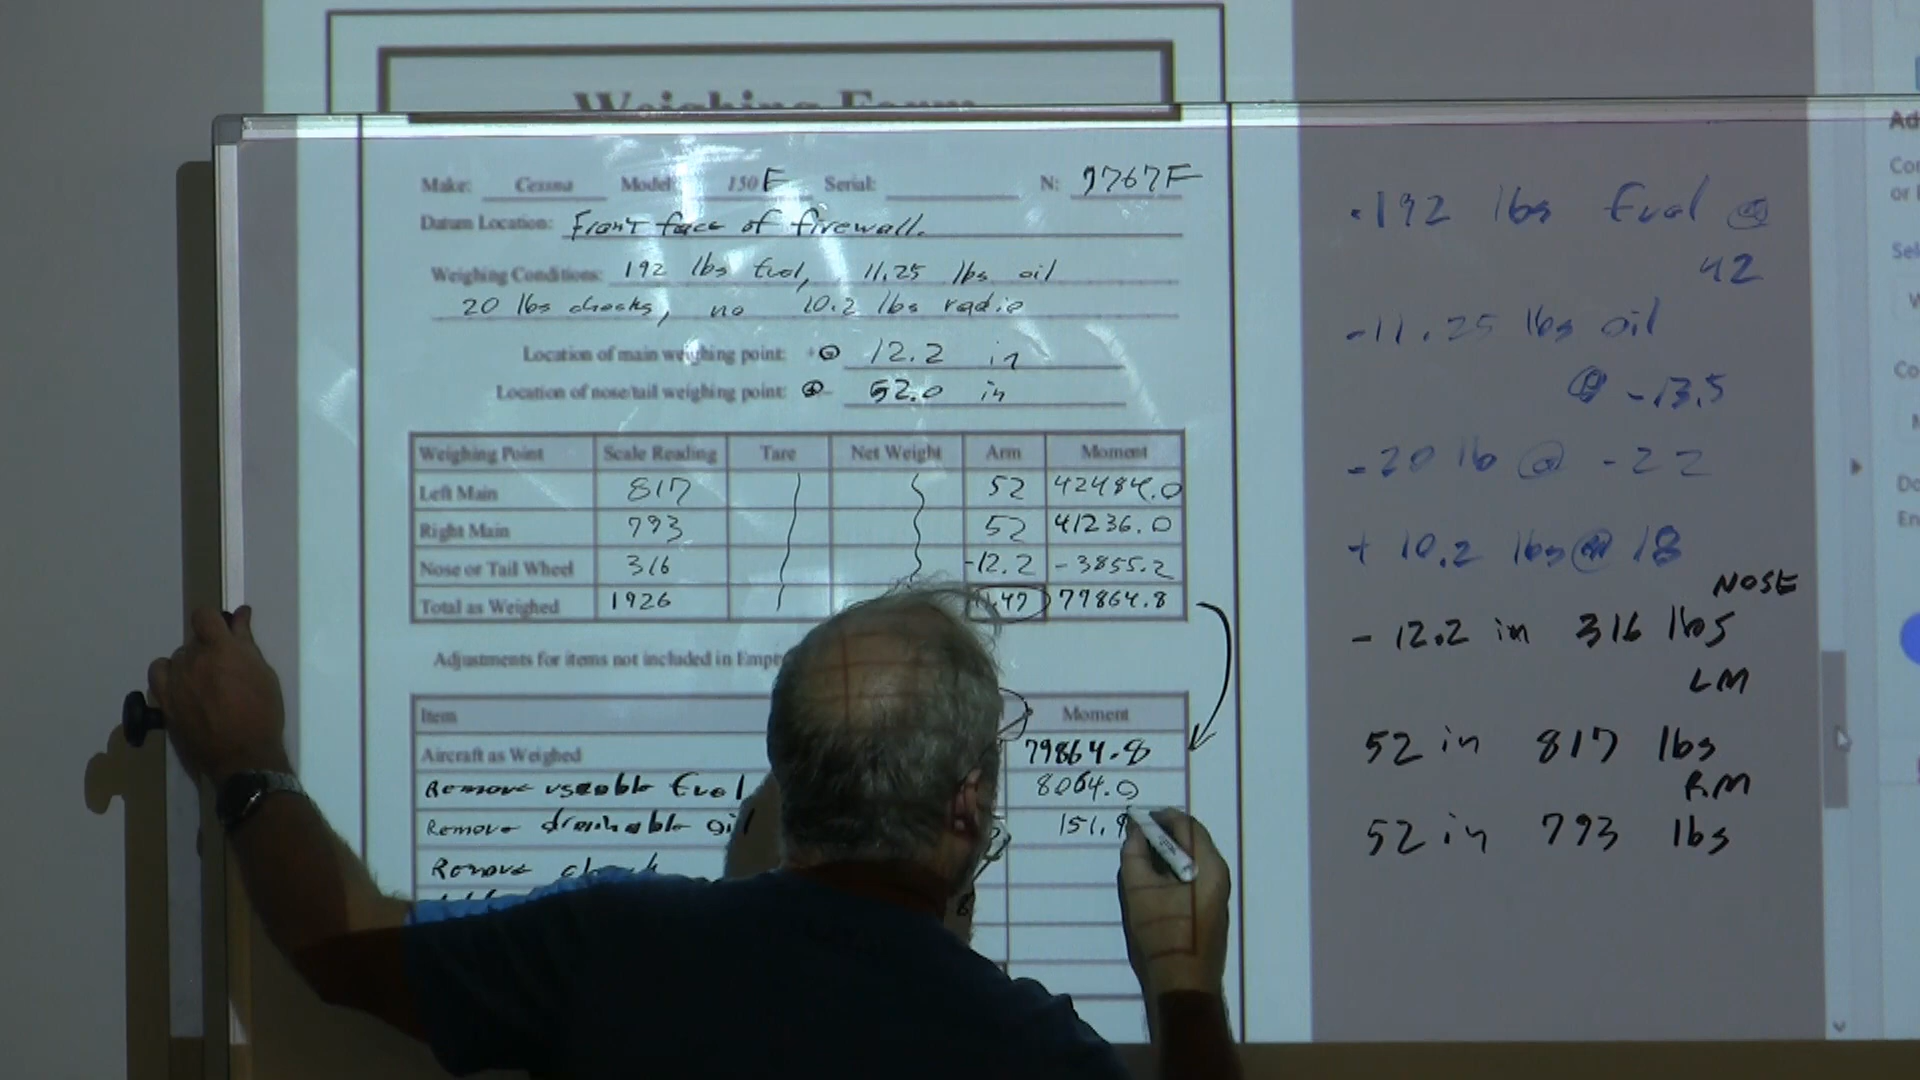 Weighing Form
Make: Cessna Model: 150F Serial: N: 9767F
Datum Location: Front face of firewall.
Weighing Conditions: 192 lbs fuel, 11.25 lbs oil
20 lbs chocks, no 10.2 lbs radio
Location of main weighing point: 12.2 in
Location of nose/tail weighing point: 52.0 in
Weighing Point Scale Reading Tare Net Weight Arm Moment
Left Main 817 52 42484.0
Right Main 793 52 41236.0
Nose or Tail Wheel 316 -12.2 -3855.2
Total as Weighed 1926 79864.8
Adjustments for items not included in
Item Moment
Aircraft as Weighed 79864.8
Remove useable fuel 8064.0
Remove drainable oil 151.
Remove chock
-192 lbs fuel @
42
-11.25 lbs oil
@ -13.5
-20 lb @ -22
+ 10.2 lbs @ 18
NOSE
- 12.2 in 316 lbs
LM
52 in 817 lbs
RM
52 in 793 lbs